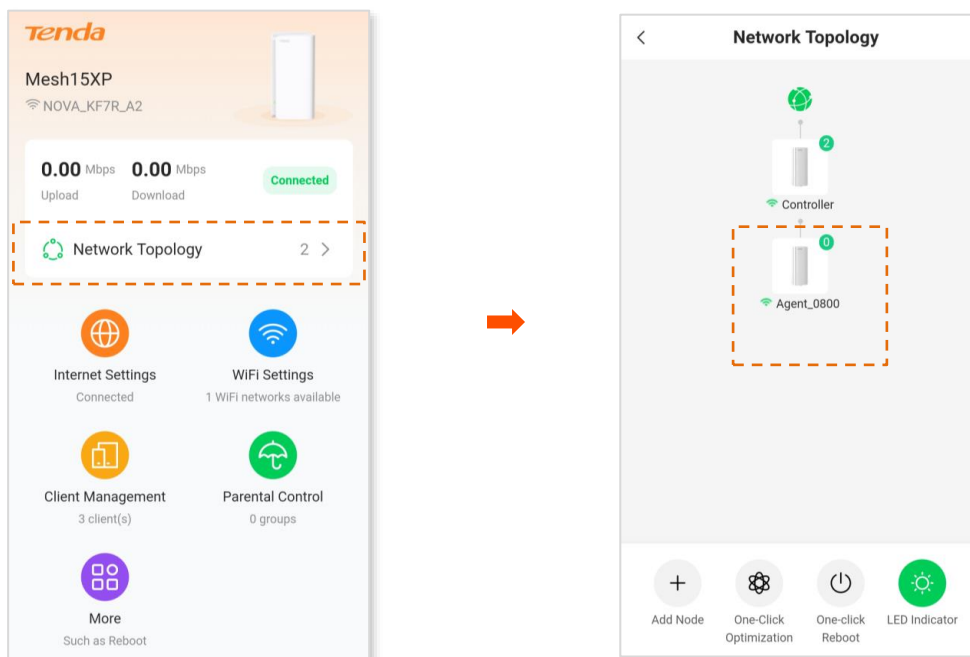 Tenda
Mesh15XP
NOVA_KF7R_A2
0.00 Mbps 0.00 Mbps
Upload Download
Connected
Network Topology 2
Internet Settings
Connected
WiFi Settings
1 WiFi networks available
Client Management
3 client(s)
Parental Control
0 groups
More
Such as Reboot
Network Topology
2
Controller
0
Agent_0800
Add Node
One-Click
Optimization
One-click
Reboot
LED Indicator